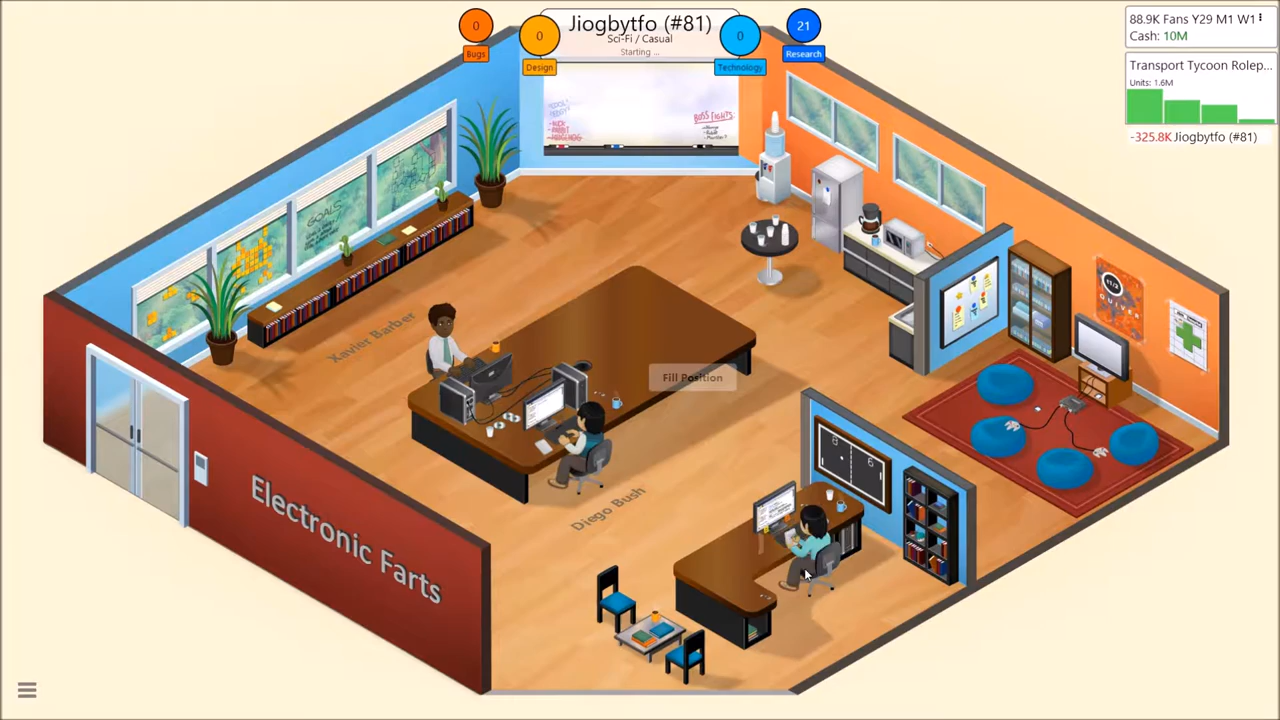 0
Bugs
0
Design
Jiogbytfo (#81)
Sci-Fi / Casual
Starting ...
0
Technology
21
Research
88.9K Fans Y29 M1 W1
Cash: 10M
Transport Tycoon Rolep...
Units: 1.6M
-325.8K Jiogbytfo (#81)
BOSS FIGHTS
GOALS
QUIVER
Xavier Barber
Fill Position
Diego Bush
Electronic Farts